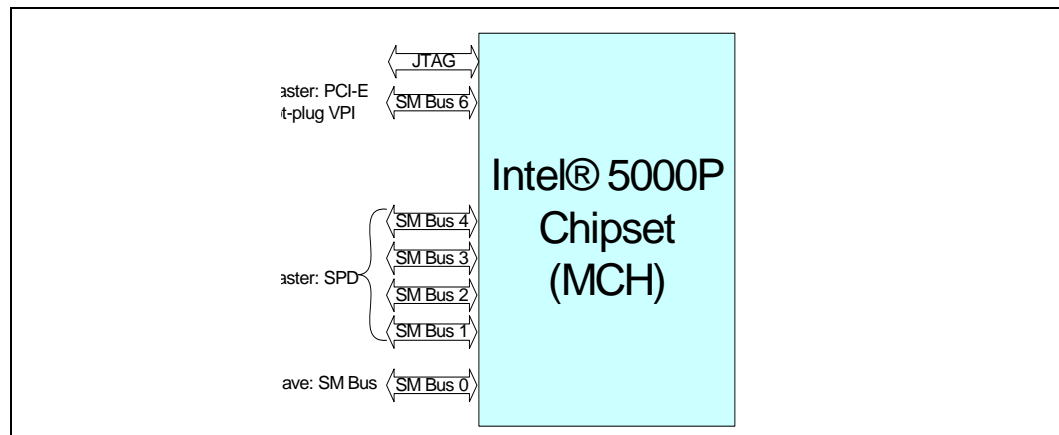 JTAG
aster: PCI-E
t-plug VPI
SM Bus 6
Intel® 5000P
Chipset
(MCH)
SM Bus 4
SM Bus 3
aster: SPD
SM Bus 2
SM Bus 1
ave: SM Bus
SM Bus 0